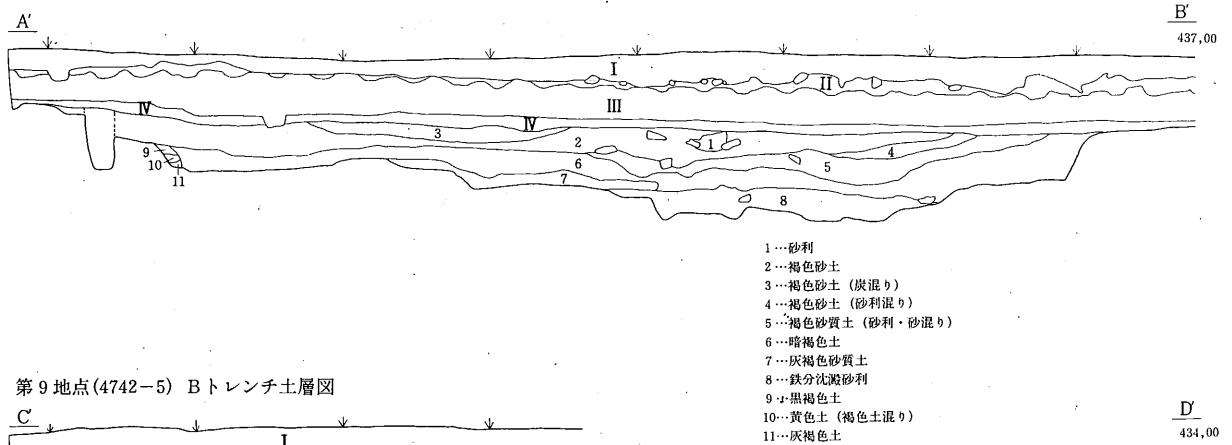 A' B'
437,00
I
II
III
IV
IV
3
2
1
4
9
10
11
6
5
7
8
1…砂利
2…褐色砂土
3…褐色砂土（炭混り）
4…褐色砂土（砂利混り）
5…褐色砂質土（砂利・砂混り）
6…暗褐色土
7…灰褐色砂質土
8…鉄分沈澱砂利
9…黒褐色土
10…黄色土（褐色土混り）
11…灰褐色土
第9地点(4742-5) Bトレンチ土層図
C' D'
434,00
I